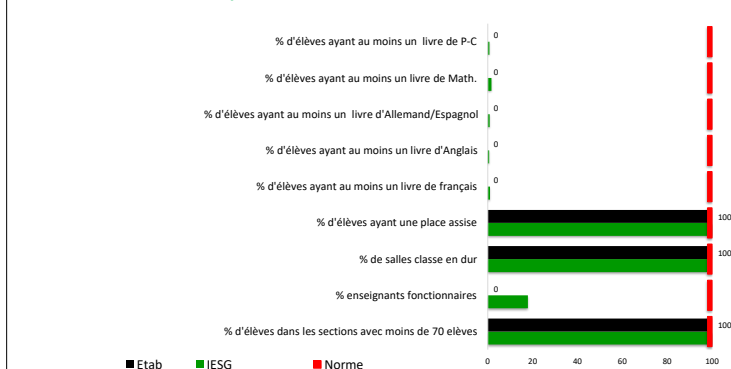 % d'élèves ayant au moins un  livre de P-C 0
% d'élèves ayant au moins un livre de Math. 0
% d'élèves ayant au moins un  livre d'Allemand/Espagnol 0
% d'élèves ayant au moins un livre d'Anglais 0
% d'élèves ayant au moins un livre de français 0
% d'élèves ayant une place assise 100
% de salles classe en dur 100
% enseignants fonctionnaires 0
% d'élèves dans les sections avec moins de 70 elèves 100
0 20 40 60 80 100
Etab IESG Norme